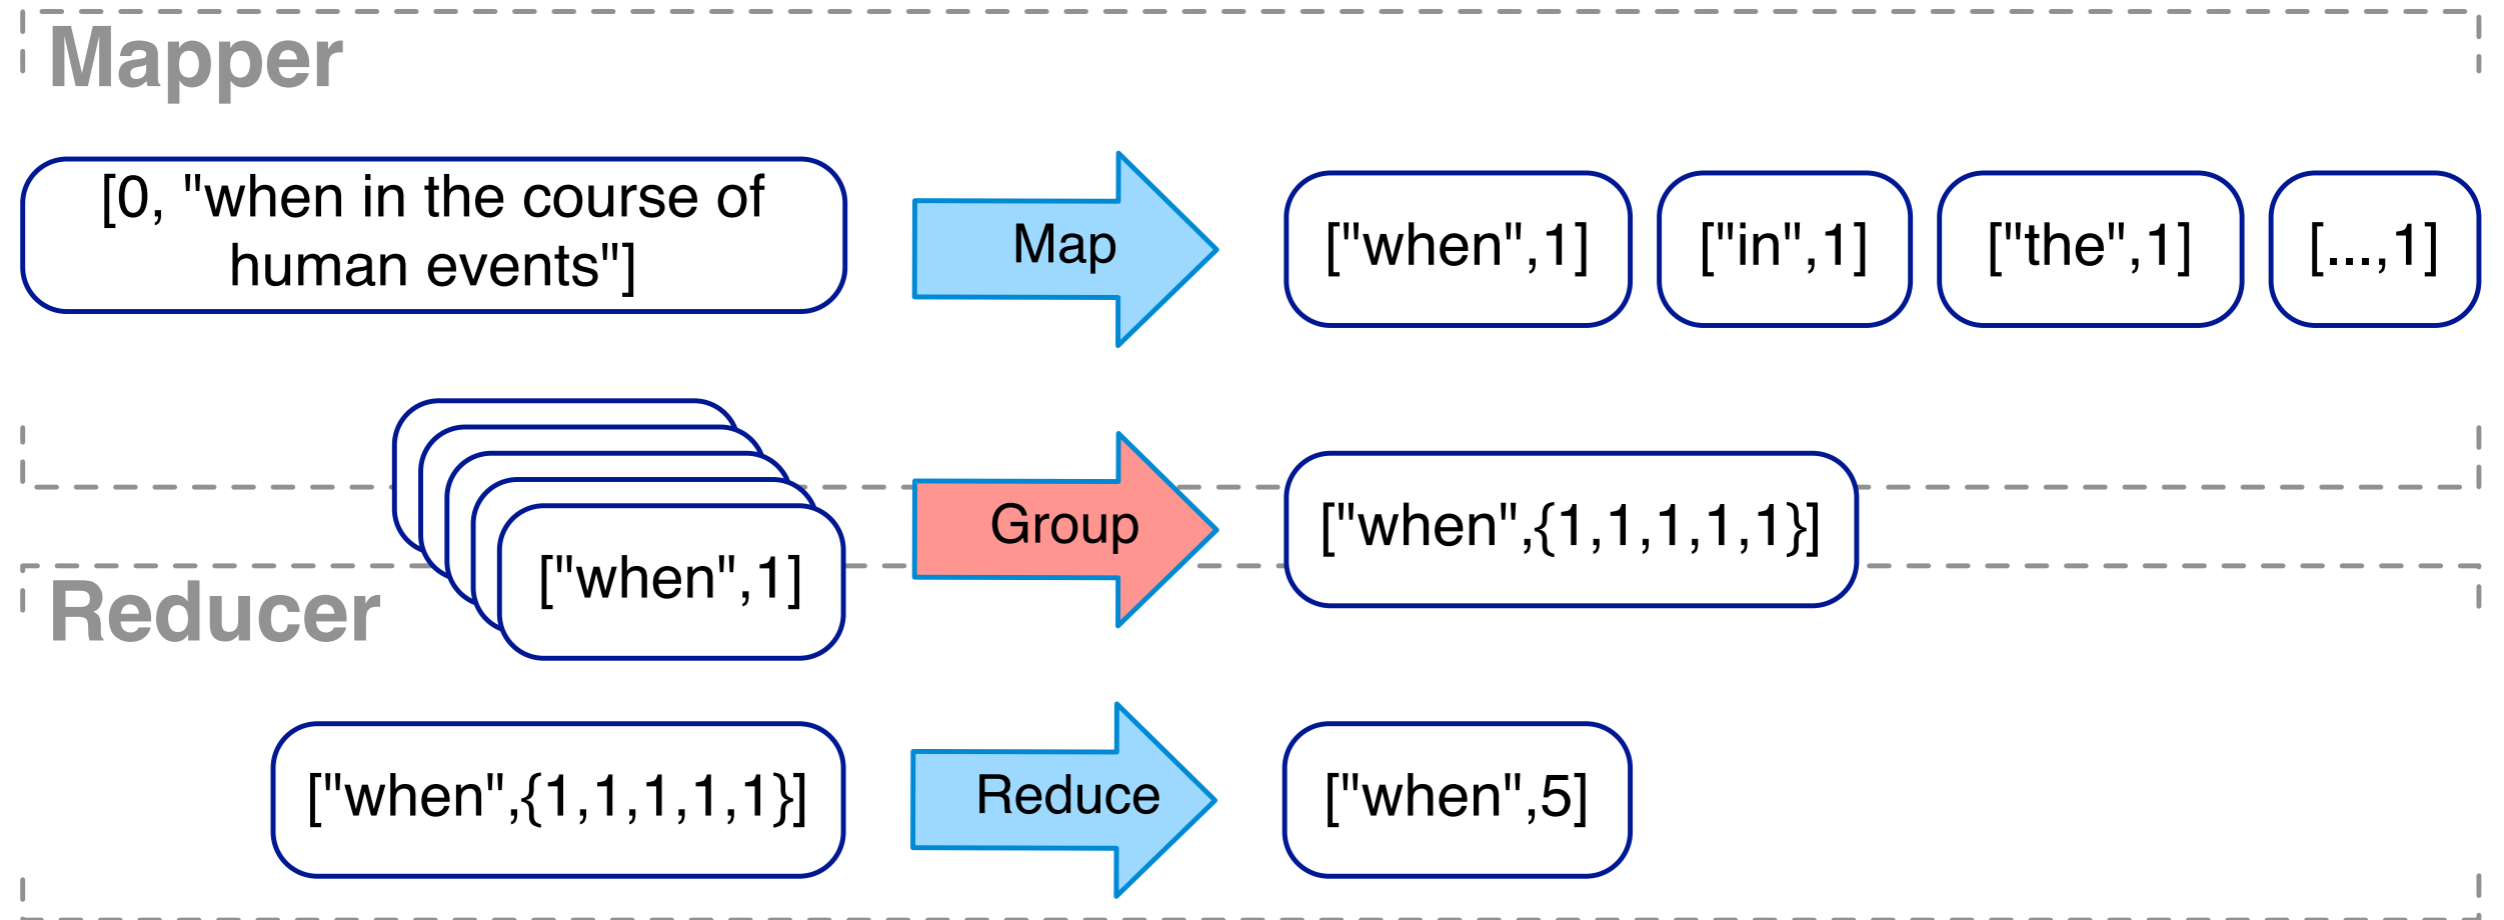 Mapper
[0, "when in the course of
human events"]
Map
["when",1]
["in",1]
["the",1]
[...,1]
["when",1]
Group
["when",{1,1,1,1,1}]
Reducer
["when",{1,1,1,1,1}]
Reduce
["when",5]